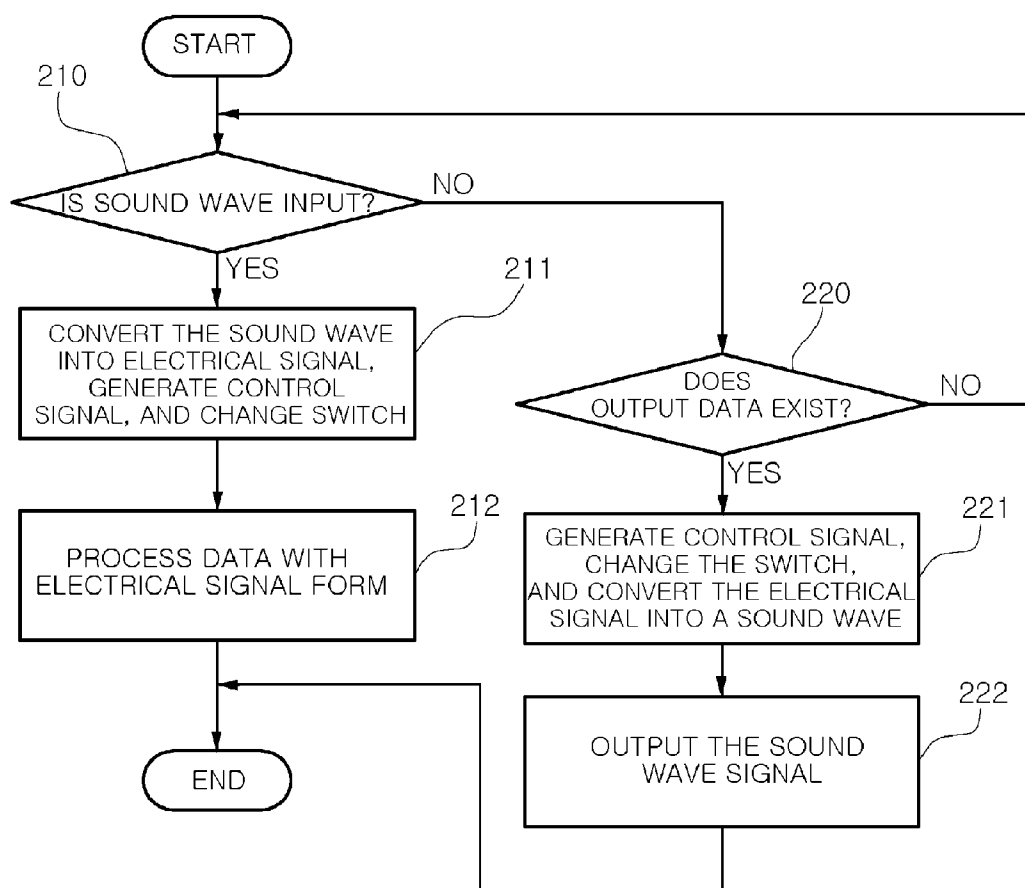 START
210
IS SOUND WAVE INPUT?
NO
YES
211
CONVERT THE SOUND WAVE
INTO ELECTRICAL SIGNAL,
GENERATE CONTROL
SIGNAL, AND CHANGE SWITCH
212
PROCESS DATA WITH
ELECTRICAL SIGNAL FORM
END
220
DOES
OUTPUT DATA EXIST?
NO
YES
221
GENERATE CONTROL SIGNAL,
CHANGE THE SWITCH,
AND CONVERT THE ELECTRICAL
SIGNAL INTO A SOUND WAVE
222
OUTPUT THE SOUND
WAVE SIGNAL